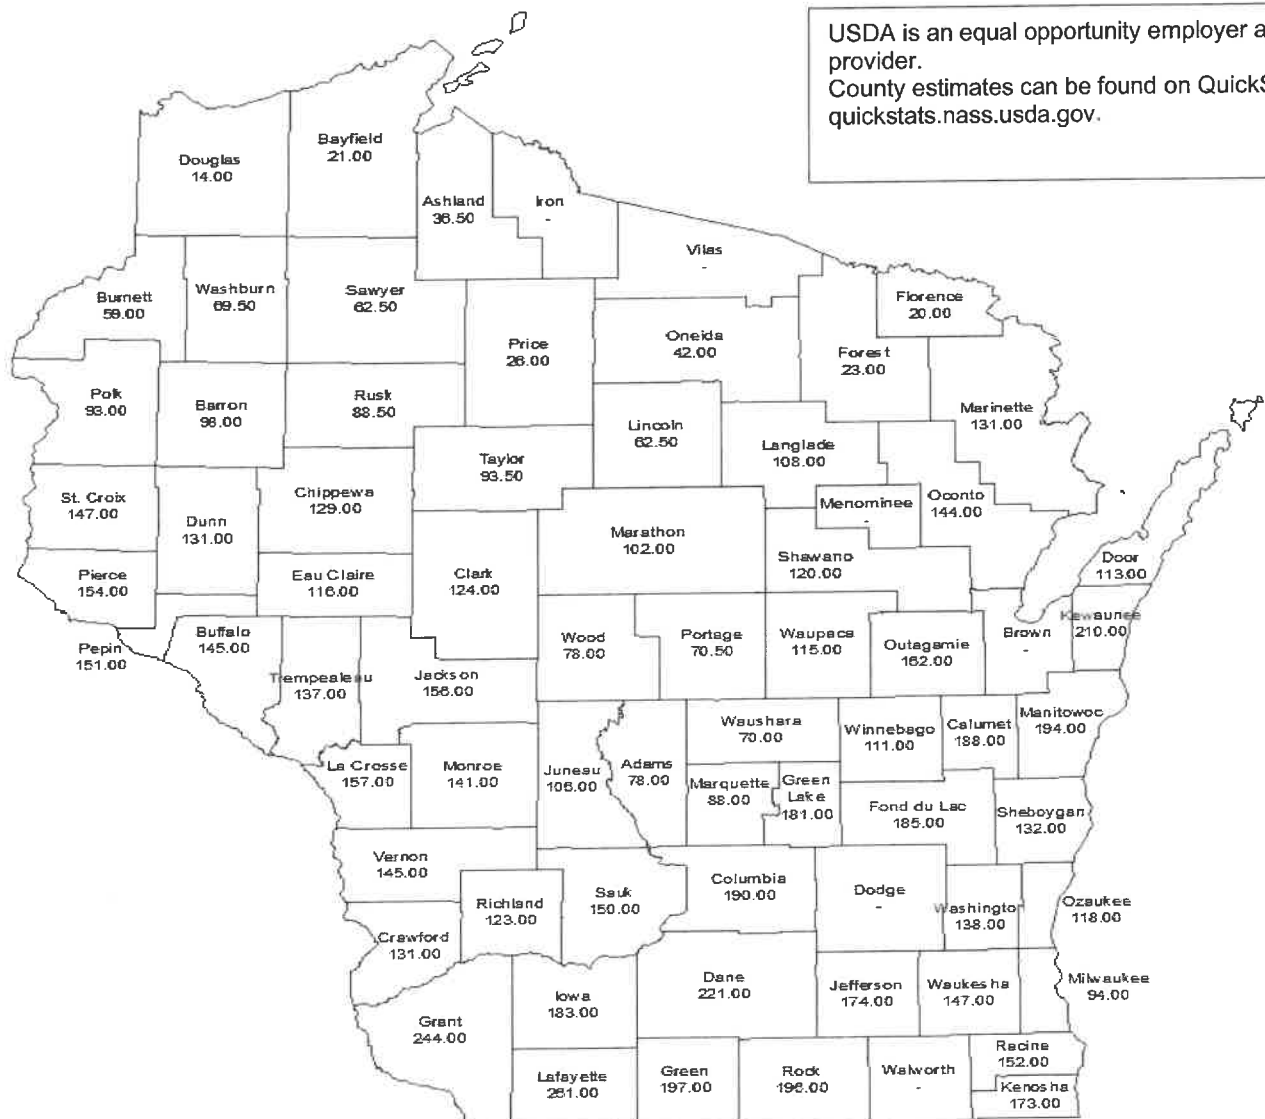 USDA is an equal opportunity employer a
provider.
County estimates can be found on QuickS
quickstats.nass.usda.gov.
Bayfield
21.00
Douglas
14.00
Ashland
36.50
Iron
-
Vilas
-
Burnett
59.00
Washburn
69.50
Sawyer
62.50
Florence
20.00
Price
26.00
Oneida
42.00
Forest
23.00
Polk
93.00
Barron
98.00
Rusk
88.50
Marinette
131.00
Lincoln
62.50
Langlade
108.00
Taylor
93.50
St. Croix
147.00
Chippewa
129.00
Dunn
131.00
Menominee
-
Oconto
144.00
Marathon
102.00
Shawano
120.00
Door
113.00
Pierce
154.00
Eau Claire
116.00
Clark
124.00
Kewaunee
210.00
Pepin
151.00
Buffalo
145.00
Wood
78.00
Portage
70.50
Waupaca
115.00
Outagamie
162.00
Brown
-
Trempealeau
137.00
Jackson
156.00
Waushara
70.00
Winnebago
111.00
Calumet
188.00
Manitowoc
194.00
La Crosse
157.00
Monroe
141.00
Juneau
106.00
Adams
78.00
Marquette
88.00
Green
Lake
181.00
Fond du Lac
185.00
Sheboygan
132.00
Vernon
145.00
Richland
123.00
Sauk
150.00
Columbia
190.00
Dodge
-
Washington
138.00
Ozaukee
118.00
Crawford
131.00
Iowa
183.00
Dane
221.00
Jefferson
174.00
Waukesha
147.00
Milwaukee
94.00
Grant
244.00
Lafayette
261.00
Green
197.00
Rock
196.00
Walworth
-
Racine
152.00
Kenosha
173.00